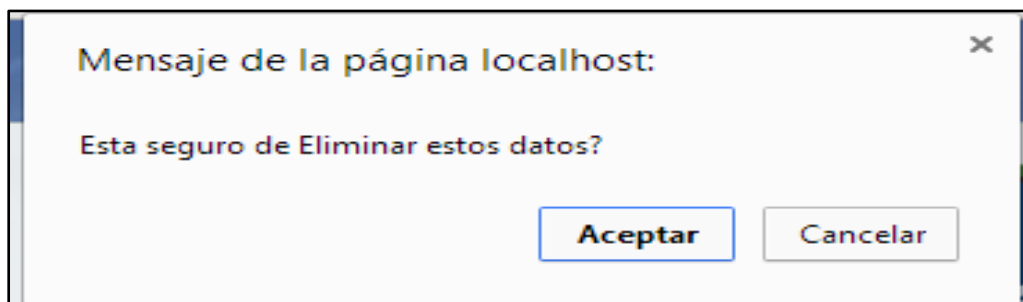 Mensaje de la página localhost:
Esta seguro de Eliminar estos datos?
Aceptar Cancelar